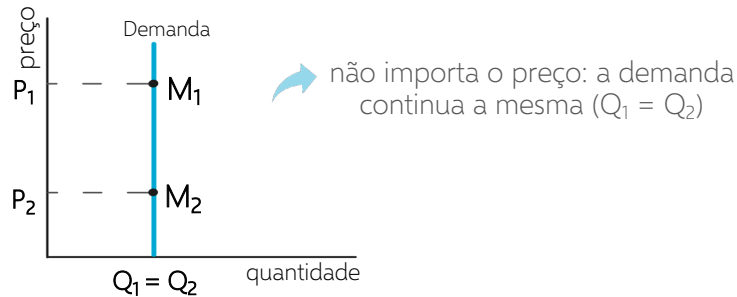 preço
Demanda
P₁
M₁
não importa o preço: a demanda
continua a mesma (Q₁ = Q₂)
P₂
M₂
Q₁ = Q₂
quantidade